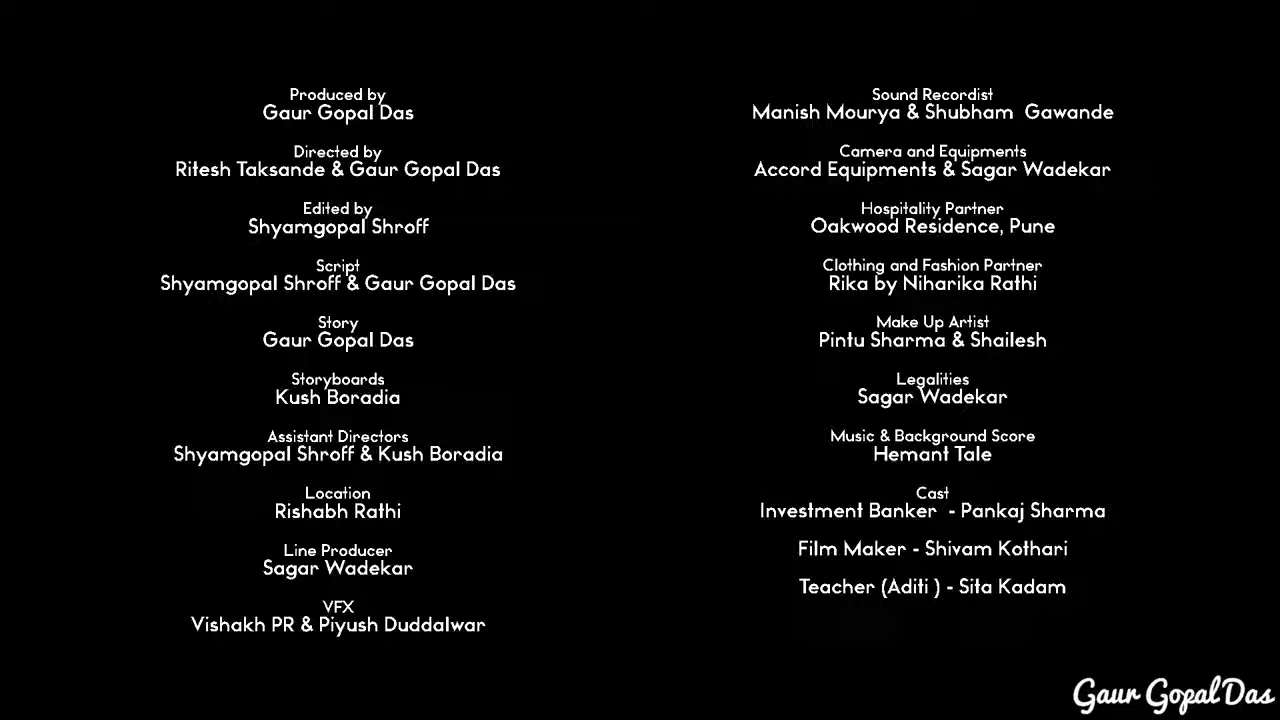 Produced by
Gaur Gopal Das
Directed by
Ritesh Taksande & Gaur Gopal Das
Edited by
Shyamgopal Shroff
Script
Shyamgopal Shroff & Gaur Gopal Das
Story
Gaur Gopal Das
Storyboards
Kush Boradia
Assistant Directors
Shyamgopal Shroff & Kush Boradia
Location
Rishabh Rathi
Line Producer
Sagar Wadekar
VFX
Vishakh PR & Piyush Duddalwar
Sound Recordist
Manish Mourya & Shubham  Gawande
Camera and Equipments
Accord Equipments & Sagar Wadekar
Hospitality Partner
Oakwood Residence, Pune
Clothing and Fashion Partner
Rika by Niharika Rathi
Make Up Artist
Pintu Sharma & Shailesh
Legalities
Sagar Wadekar
Music & Background Score
Hemant Tale
Cast
Investment Banker  - Pankaj Sharma
Film Maker - Shivam Kothari
Teacher (Aditi ) - Sita Kadam
Gaur Gopal Das